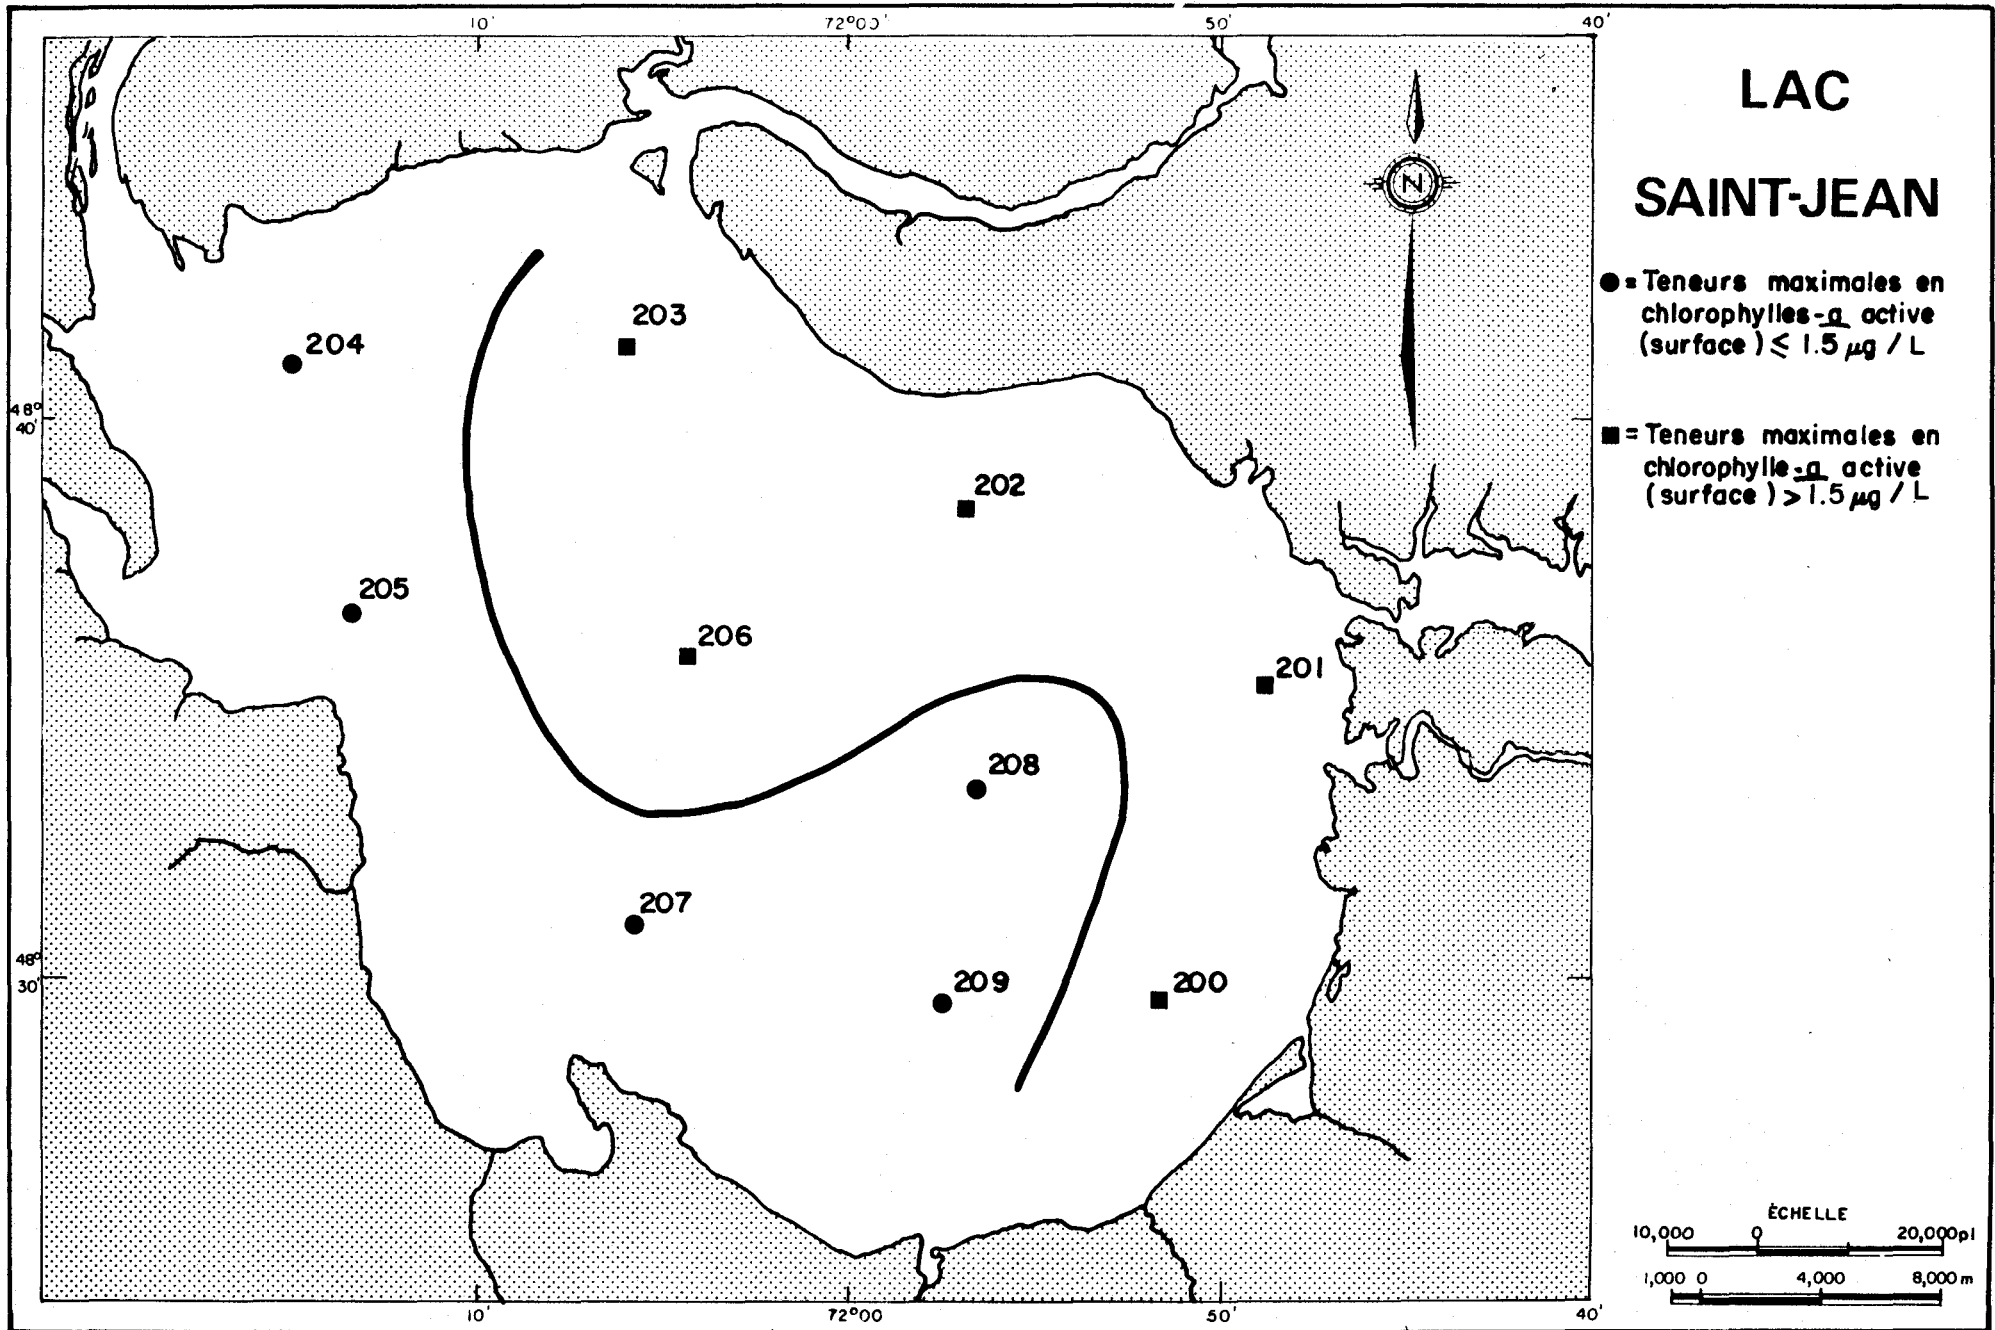 10' 72°00' 50' 40'
LAC
SAINT-JEAN
N
● = Teneurs maximales en
chlorophylles-a active
(surface) ⩽ 1.5 µg / L
■ = Teneurs maximales en
chlorophylle-a active
(surface) > 1.5 µg / L
203
204
48°
40'
202
205
206
201
208
207
48°
30'
209
200
ÉCHELLE
10,000 0 20,000pi
1,000 0 4,000 8,000 m
10' 72°00 50' 40'